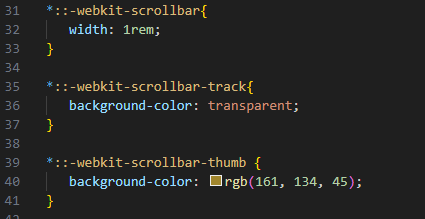 31 *::-webkit-scrollbar{
32 width: 1rem;
33 }
34
35 *::-webkit-scrollbar-track{
36 background-color: transparent;
37 }
38
39 *::-webkit-scrollbar-thumb {
40 background-color: rgb(161, 134, 45);
41 }